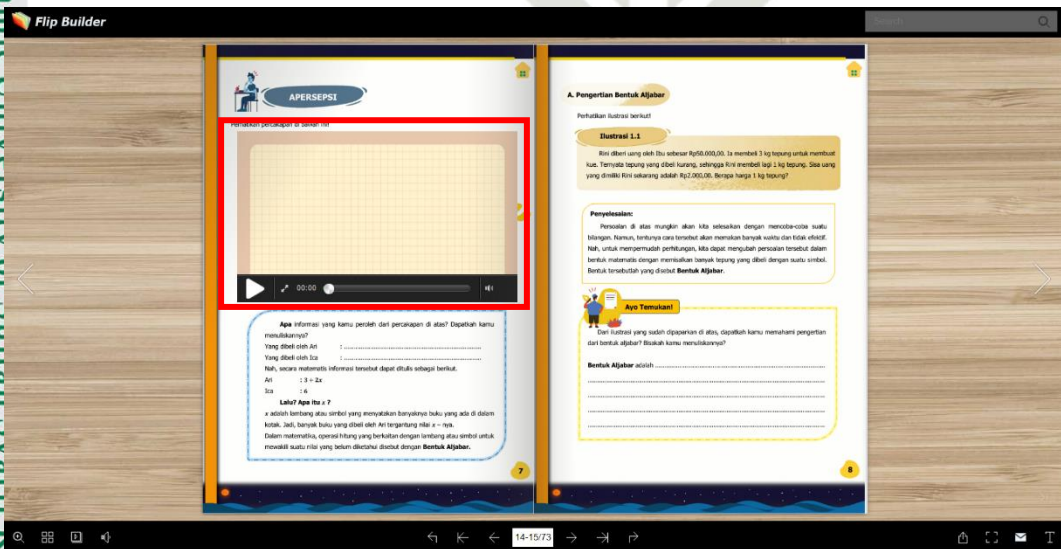 Flip Builder
Search
APERSEPSI
Perhatikan percakapan di bawah ini!
00:00
Apa informasi yang kamu peroleh dari percakapan di atas? Dapatkah kamu
menuliskannya?
Yang dibeli oleh Ari : ................................................
Yang dibeli oleh Ica : ................................................
Nah, secara matematis informasi tersebut dapat ditulis sebagai berikut.
Ari : 3 + 2x
Ica : 6
Lalu? Apa itu x ?
x adalah lambang atau simbol yang menyatakan banyaknya buku yang ada di dalam
kotak. Jadi, banyak buku yang dibeli oleh Ari tergantung nilai x – nya.
Dalam matematika, operasi hitung yang berkaitan dengan lambang atau simbol untuk
mewakili suatu nilai yang belum diketahui disebut dengan Bentuk Aljabar.
7
A. Pengertian Bentuk Aljabar
Perhatikan ilustrasi berikut!
Ilustrasi 1.1
Rini diberi uang oleh Ibu sebesar Rp50.000,00. Ia membeli 3 kg tepung untuk membuat
kue. Ternyata tepung yang dibeli kurang, sehingga Rini membeli lagi 1 kg tepung. Sisa uang
yang dimiliki Rini sekarang adalah Rp2.000,00. Berapa harga 1 kg tepung?
Penyelesaian:
Persoalan di atas mungkin akan kita selesaikan dengan mencoba-coba suatu
bilangan. Namun, tentunya cara tersebut akan memakan banyak waktu dan tidak efektif.
Nah, untuk mempermudah perhitungan, kita dapat mengubah persoalan tersebut dalam
bentuk matematis dengan memisalkan banyak tepung yang dibeli dengan suatu simbol.
Bentuk tersebutlah yang disebut Bentuk Aljabar.
Ayo Temukan!
Dari ilustrasi yang sudah dipaparkan di atas, dapatkah kamu memahami pengertian
dari bentuk aljabar? Bisakah kamu menuliskannya?
Bentuk Aljabar adalah ................................................
................................................
................................................
................................................
................................................
8
14-15/73